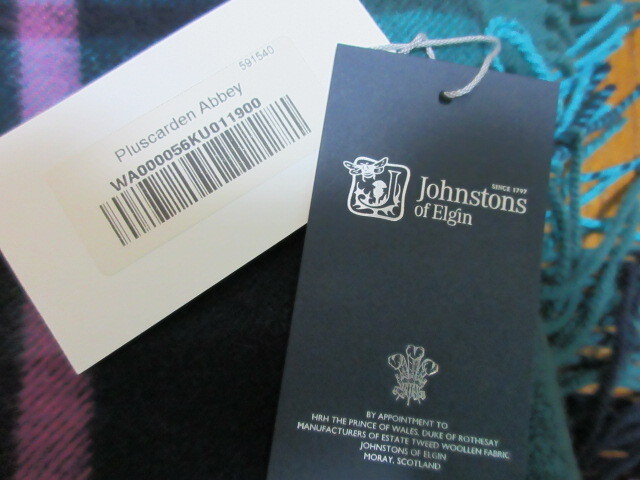 591540
Pluscarden Abbey
WA000056KU011900
SINCE 1797
Johnstons
of Elgin
BY APPOINTMENT TO
HRH THE PRINCE OF WALES, DUKE OF ROTHESAY
MANUFACTURERS OF ESTATE TWEED WOOLLEN FABRIC
JOHNSTONS OF ELGIN
MORAY, SCOTLAND